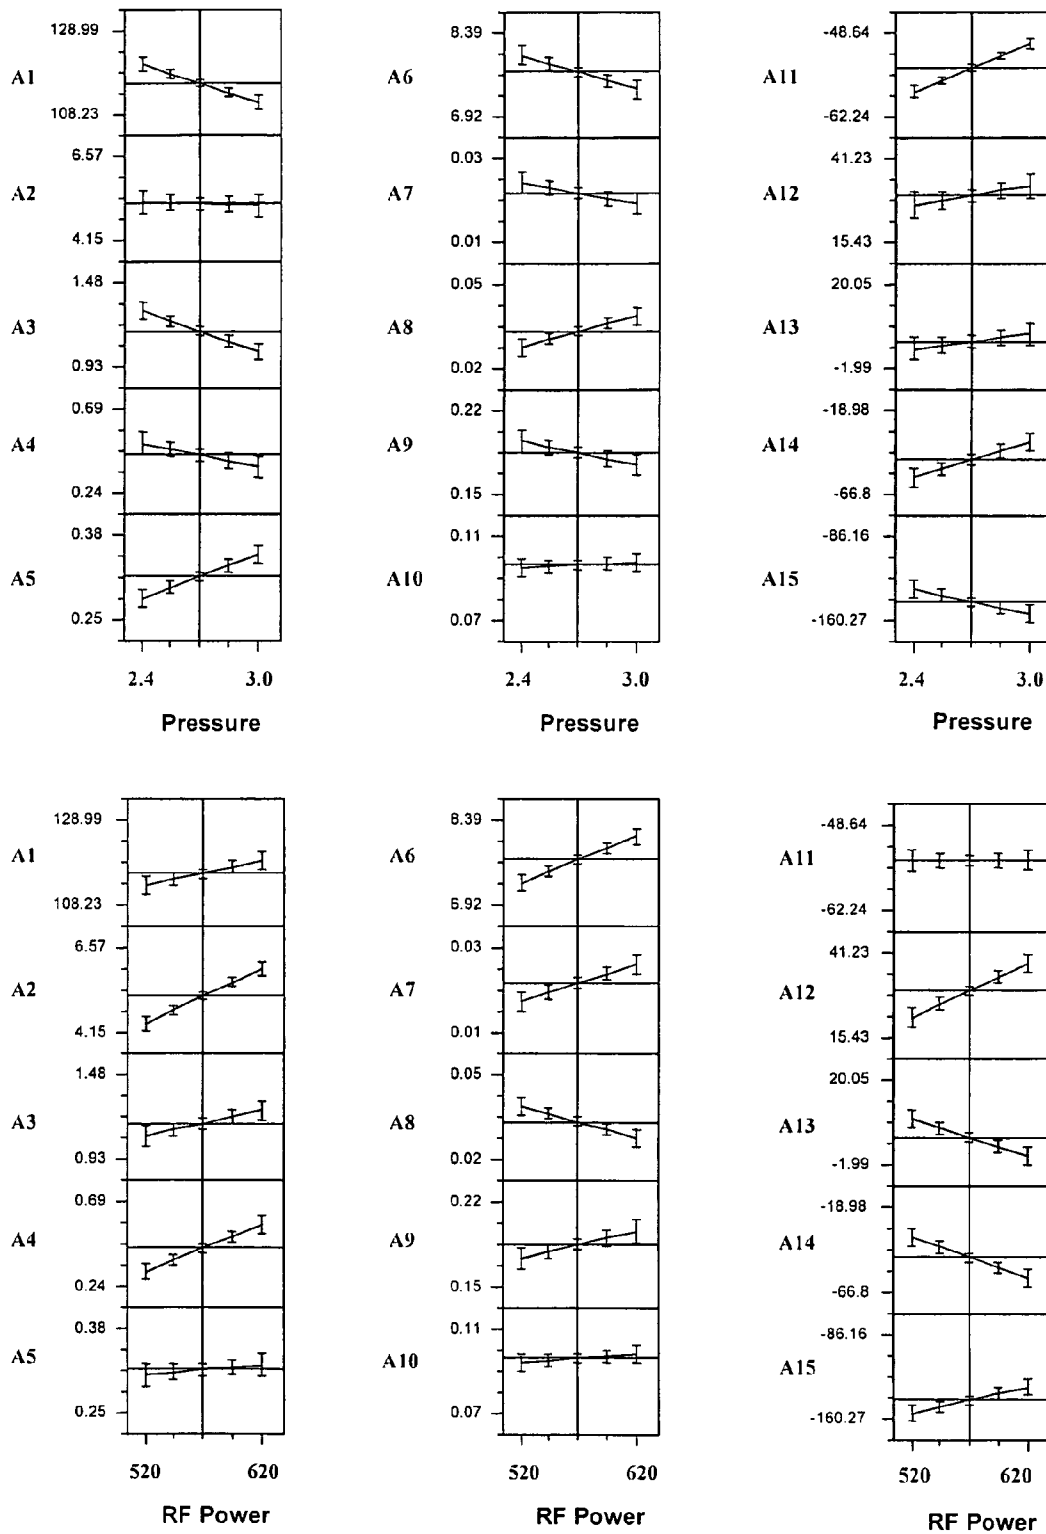 128.99
A1
108.23
6.57
A2
4.15
1.48
A3
0.93
0.69
A4
0.24
0.38
A5
0.25
2.4 3.0
Pressure
8.39
A6
6.92
0.03
A7
0.01
0.05
A8
0.02
0.22
A9
0.15
0.11
A10
0.07
2.4 3.0
Pressure
-48.64
A11
-62.24
41.23
A12
15.43
20.05
A13
-1.99
-18.98
A14
-66.8
-86.16
A15
-160.27
2.4 3.0
Pressure
128.99
A1
108.23
6.57
A2
4.15
1.48
A3
0.93
0.69
A4
0.24
0.38
A5
0.25
520 620
RF Power
8.39
A6
6.92
0.03
A7
0.01
0.05
A8
0.02
0.22
A9
0.15
0.11
A10
0.07
520 620
RF Power
-48.64
A11
-62.24
41.23
A12
15.43
20.05
A13
-1.99
-18.98
A14
-66.8
-86.16
A15
-160.27
520 620
RF Power